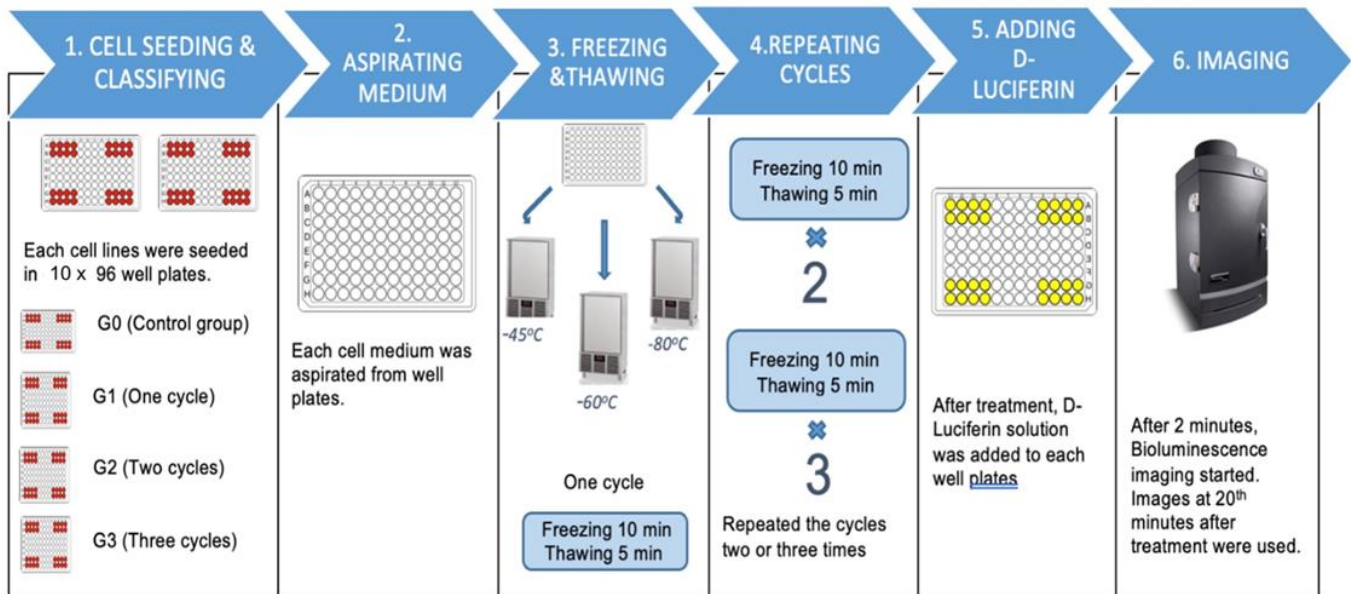 1. CELL SEEDING &
CLASSIFYING
2.
ASPIRATING
MEDIUM
3. FREEZING
&THAWING
4.REPEATING
CYCLES
5. ADDING
D-
LUCIFERIN
6. IMAGING
Each cell lines were seeded
in 10 x 96 well plates.
G0 (Control group)
G1 (One cycle)
G2 (Two cycles)
G3 (Three cycles)
A
B
C
D
E
F
G
H
Each cell medium was
aspirated from well
plates.
-45°C
-60°C
-80°C
One cycle
Freezing 10 min
Thawing 5 min
Freezing 10 min
Thawing 5 min
×
2
Freezing 10 min
Thawing 5 min
×
3
Repeated the cycles
two or three times
After treatment, D-
Luciferin solution
was added to each
well plates
After 2 minutes,
Bioluminescence
imaging started.
Images at 20th
minutes after
treatment were used.